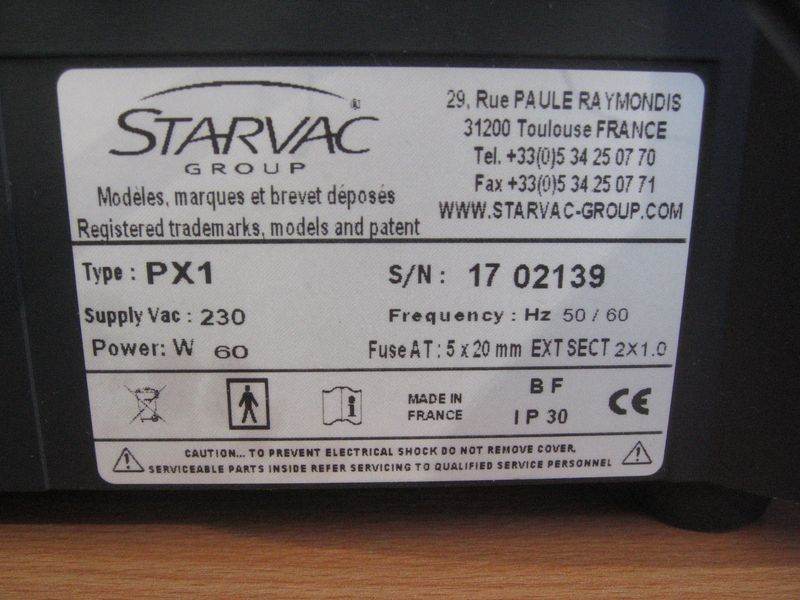 STARVAC
GROUP
Modèles, marques et brevet déposés
Registered trademarks, models and patent
29, Rue PAULE RAYMONDIS
31200 Toulouse FRANCE
Tel. +33(0)5 34 25 07 70
Fax +33(0)5 34 25 07 71
WWW.STARVAC-GROUP.COM
Type : PX1
S/N : 17 02139
Supply Vac : 230
Frequency : Hz 50 / 60
Power: W 60
Fuse AT : 5 x 20 mm EXT SECT 2X1.0
MADE IN
FRANCE
BF
IP 30
CE
CAUTION... TO PREVENT ELECTRICAL SHOCK DO NOT REMOVE COVER,
SERVICEABLE PARTS INSIDE REFER SERVICING TO QUALIFIED SERVICE PERSONNEL